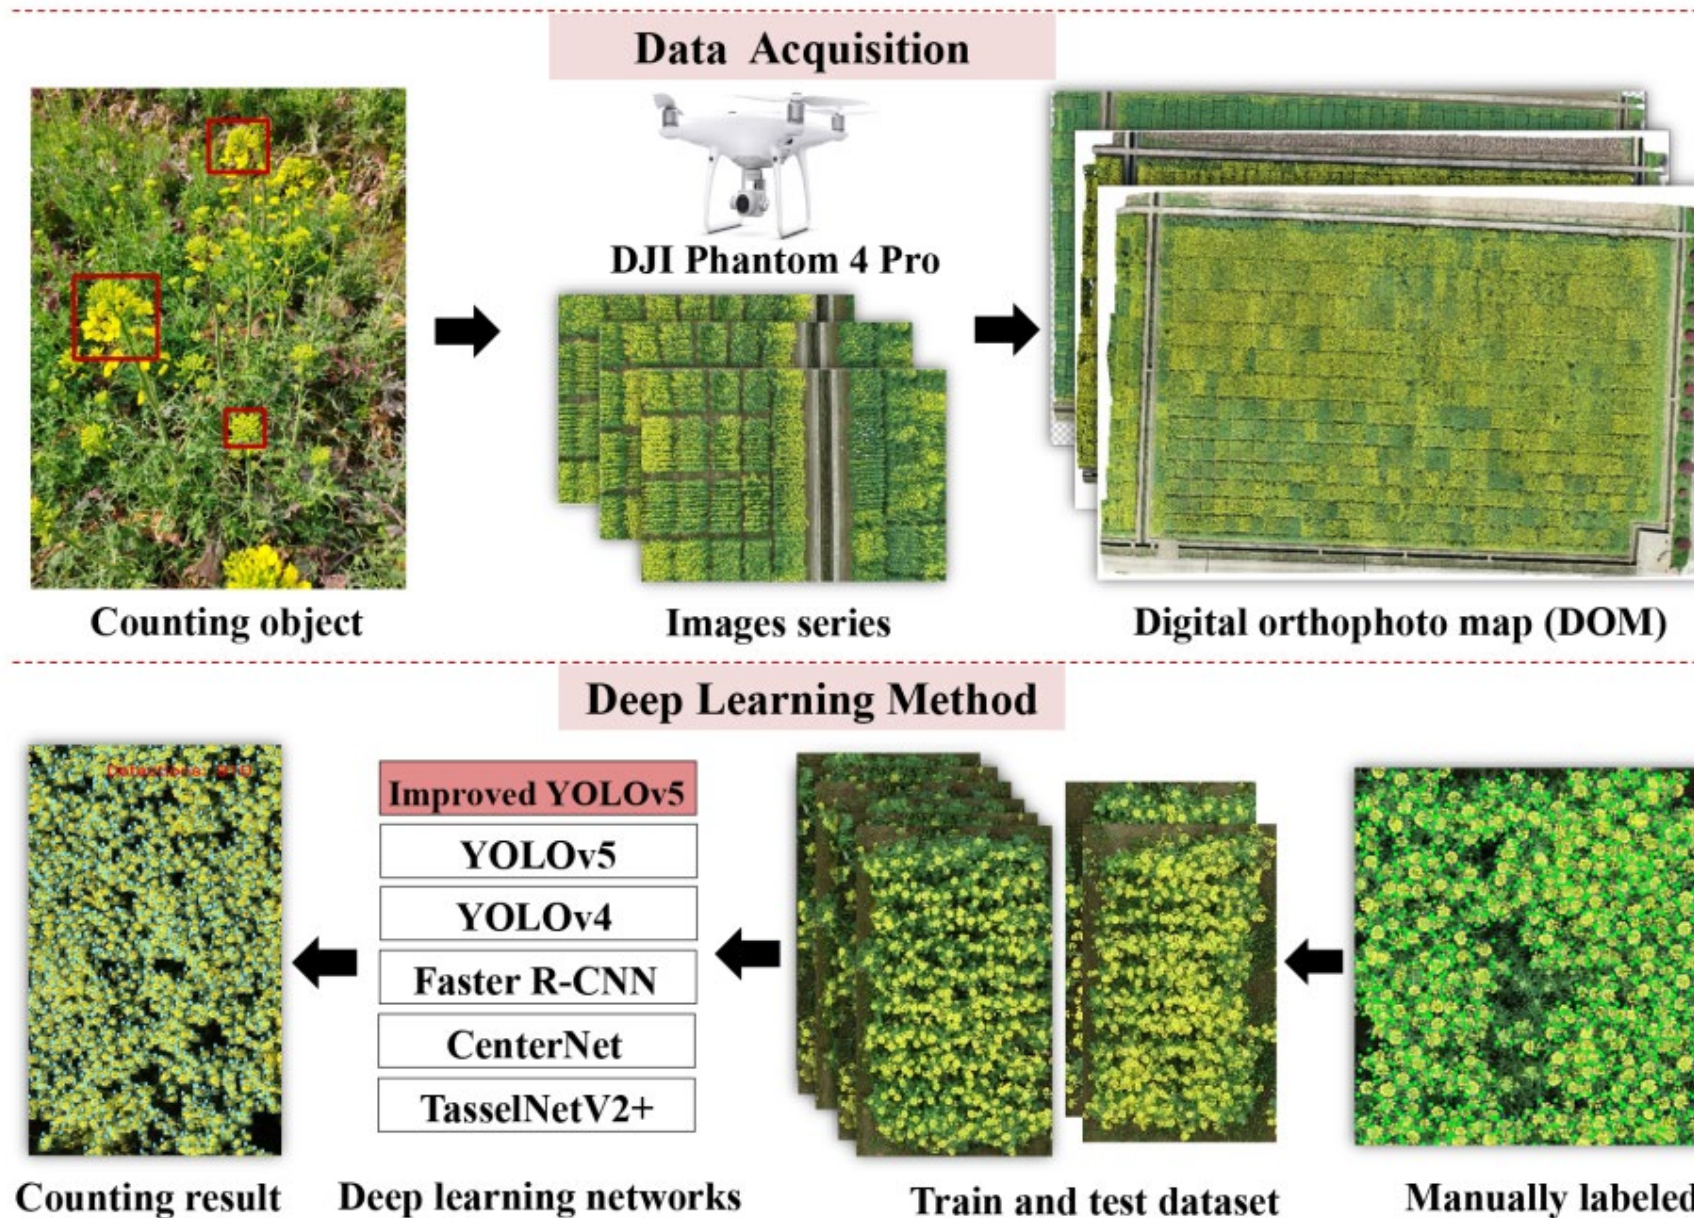 Data Acquisition
DJI Phantom 4 Pro
Counting object
Images series
Digital orthophoto map (DOM)
Deep Learning Method
Improved YOLOv5
YOLOv5
YOLOv4
Faster R-CNN
CenterNet
TasselNetV2+
Counting result
Deep learning networks
Train and test dataset
Manually labeled